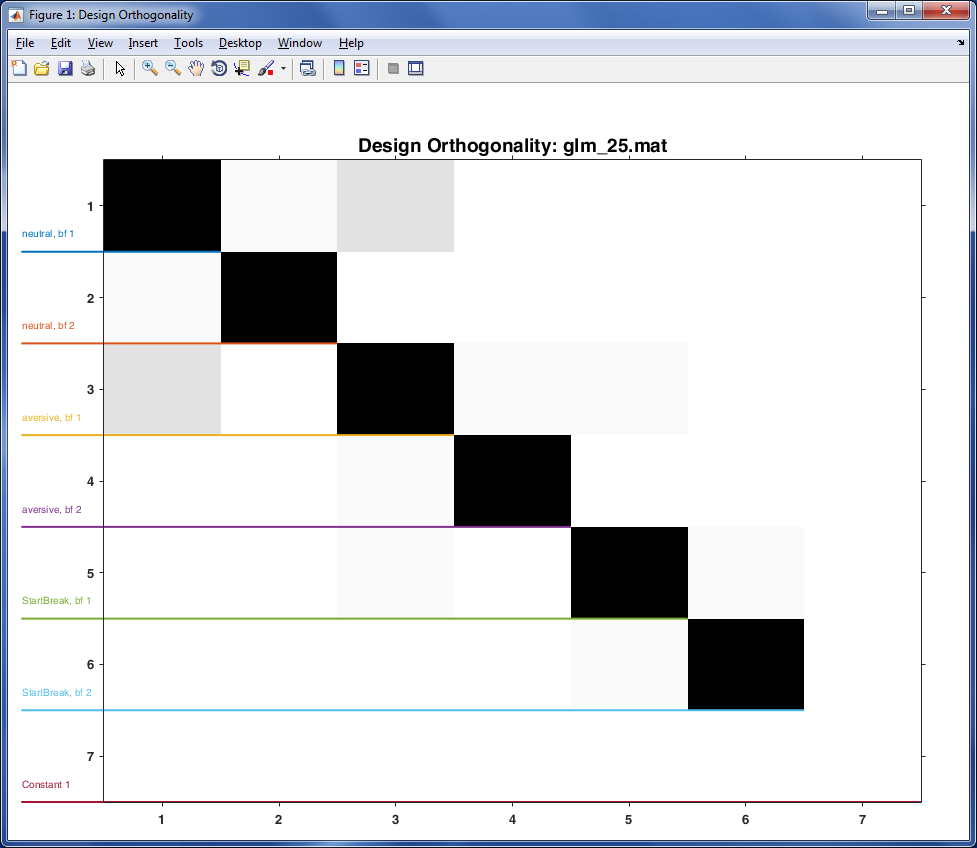 Figure 1: Design Orthogonality
File Edit View Insert Tools Desktop Window Help
Design Orthogonality: glm_25.mat
1
neutral, bf 1
2
neutral, bf 2
3
aversive, bf 1
4
aversive, bf 2
5
StartBreak, bf 1
6
StartBreak, bf 2
7
Constant 1
1 2 3 4 5 6 7